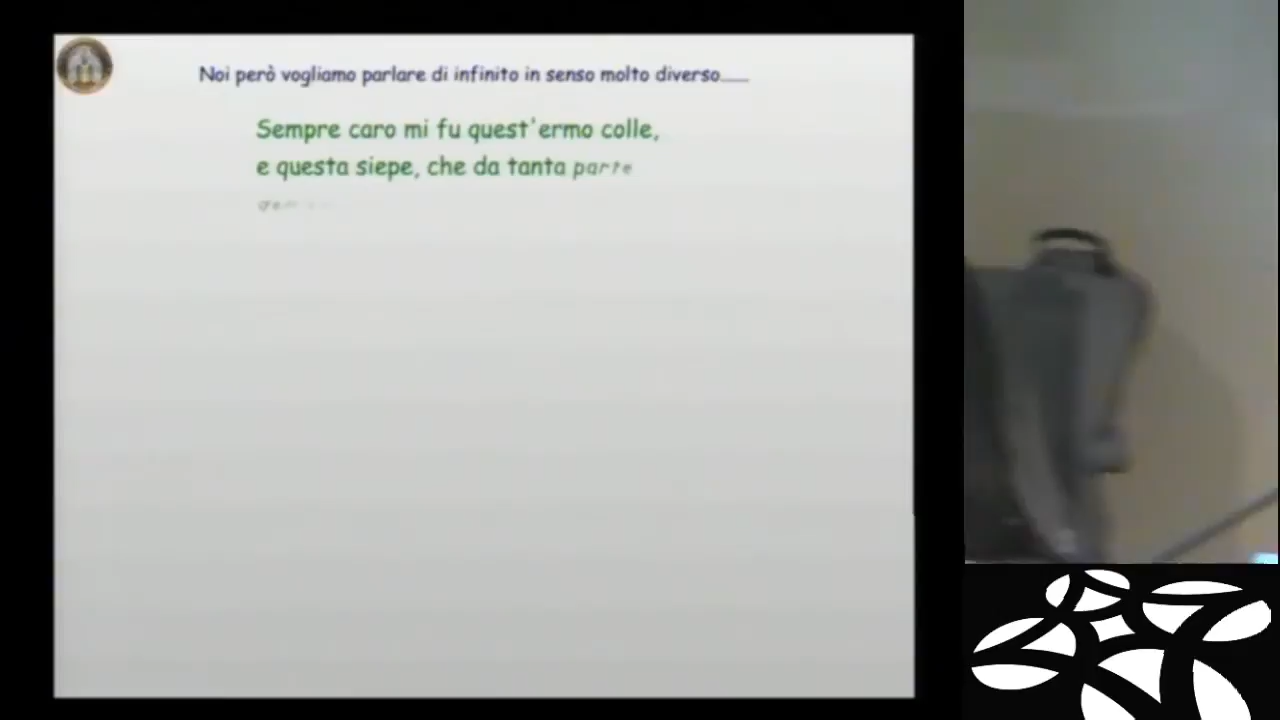 Noi però vogliamo parlare di infinito in senso molto diverso......
Sempre caro mi fu quest'ermo colle,
e questa siepe, che da tanta parte